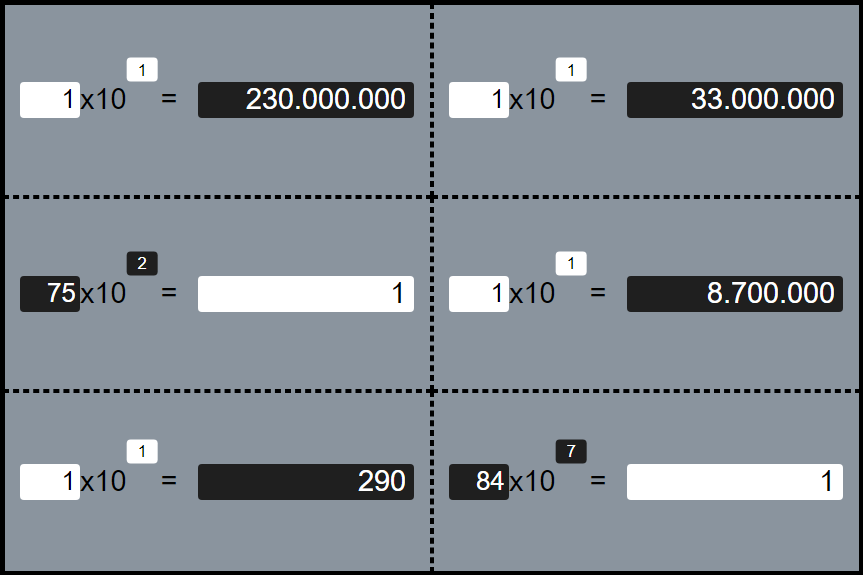 1
1x10 = 230.000.000
1
1x10 = 33.000.000
2
75x10 = 1
1
1x10 = 8.700.000
1
1x10 = 290
7
84x10 = 1